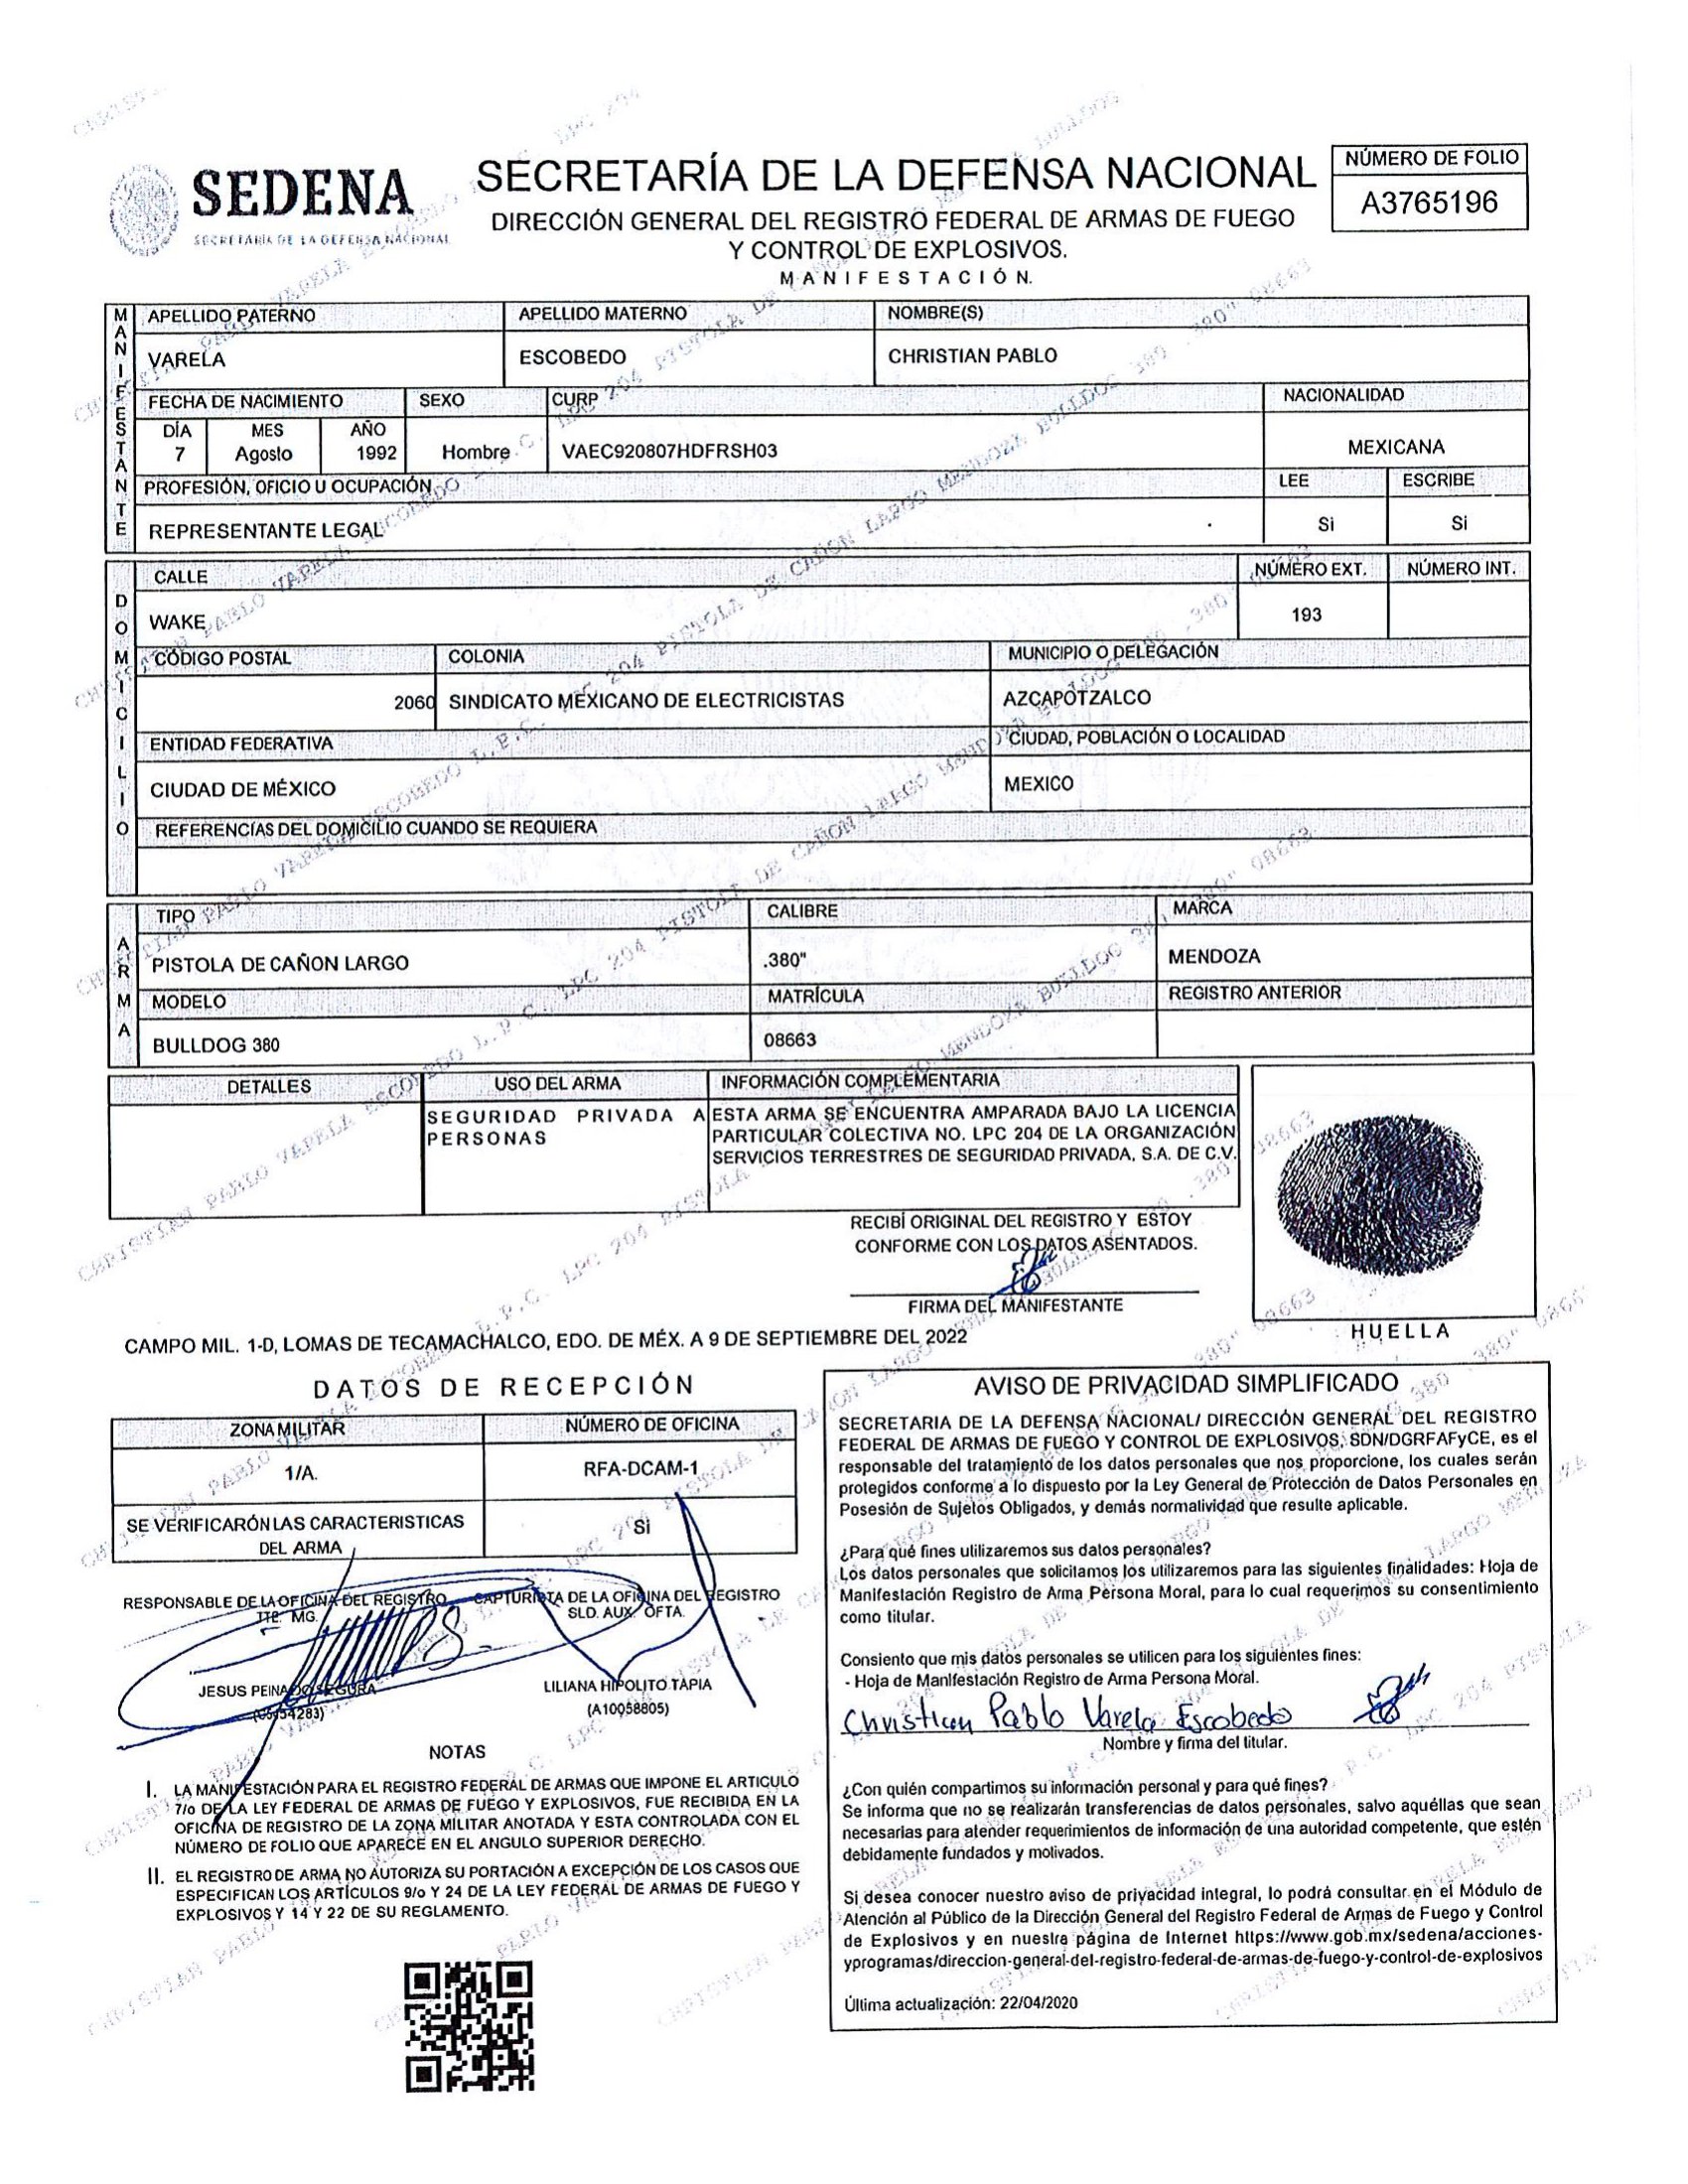 SEDENA
SECRETARÍA DE LA DEFENSA NACIONAL
SECRETARÍA DE LA DEFENSA NACIONAL
DIRECCIÓN GENERAL DEL REGISTRO FEDERAL DE ARMAS DE FUEGO
Y CONTROL DE EXPLOSIVOS.
MANIFESTACIÓN.
NÚMERO DE FOLIO
A3765196
MANIFESTANTE
APELLIDO PATERNO APELLIDO MATERNO NOMBRE(S)
VARELA ESCOBEDO CHRISTIAN PABLO
FECHA DE NACIMIENTO SEXO CURP NACIONALIDAD
DÍA MES AÑO
7 Agosto 1992 Hombre VAEC920807HDFRSH03 MEXICANA
PROFESIÓN, OFICIO U OCUPACIÓN LEE ESCRIBE
REPRESENTANTE LEGAL Si Si
DOMICILIO
CALLE NÚMERO EXT. NÚMERO INT.
WAKE 193
CÓDIGO POSTAL COLONIA MUNICIPIO O DELEGACIÓN
2060 SINDICATO MEXICANO DE ELECTRICISTAS AZCAPOTZALCO
ENTIDAD FEDERATIVA CIUDAD, POBLACIÓN O LOCALIDAD
CIUDAD DE MÉXICO MEXICO
REFERENCIAS DEL DOMICILIO CUANDO SE REQUIERA
ARMA
TIPO CALIBRE MARCA
PISTOLA DE CAÑON LARGO .380" MENDOZA
MODELO MATRÍCULA REGISTRO ANTERIOR
BULLDOG 380 08663
DETALLES USO DEL ARMA INFORMACIÓN COMPLEMENTARIA
SEGURIDAD PRIVADA A
PERSONAS
ESTA ARMA SE ENCUENTRA AMPARADA BAJO LA LICENCIA
PARTICULAR COLECTIVA NO. LPC 204 DE LA ORGANIZACIÓN
SERVICIOS TERRESTRES DE SEGURIDAD PRIVADA, S.A. DE C.V.
RECIBÍ ORIGINAL DEL REGISTRO Y ESTOY
CONFORME CON LOS DATOS ASENTADOS.
FIRMA DEL MANIFESTANTE
HUELLA
CAMPO MIL. 1-D, LOMAS DE TECAMACHALCO, EDO. DE MÉX. A 9 DE SEPTIEMBRE DEL 2022
DATOS DE RECEPCIÓN
ZONA MILITAR NÚMERO DE OFICINA
1/A. RFA-DCAM-1
SE VERIFICARÓN LAS CARACTERISTICAS
DEL ARMA
Si
RESPONSABLE DE LA OFICINA DEL REGISTRO
TTE. MG.
JESUS PEINADO SEGURA
CAPTURISTA DE LA OFICINA DEL REGISTRO
SLD. AUX. OFTA.
LILIANA HIPOLITO TAPIA
(A10058805)
NOTAS
I. LA MANIFESTACIÓN PARA EL REGISTRO FEDERAL DE ARMAS QUE IMPONE EL ARTICULO
7/o DE LA LEY FEDERAL DE ARMAS DE FUEGO Y EXPLOSIVOS, FUE RECIBIDA EN LA
OFICINA DE REGISTRO DE LA ZONA MILITAR ANOTADA Y ESTA CONTROLADA CON EL
NÚMERO DE FOLIO QUE APARECE EN EL ANGULO SUPERIOR DERECHO.
II. EL REGISTRO DE ARMA NO AUTORIZA SU PORTACIÓN A EXCEPCIÓN DE LOS CASOS QUE
ESPECIFICAN LOS ARTÍCULOS 9/o Y 24 DE LA LEY FEDERAL DE ARMAS DE FUEGO Y
EXPLOSIVOS Y 14 Y 22 DE SU REGLAMENTO.
AVISO DE PRIVACIDAD SIMPLIFICADO
SECRETARIA DE LA DEFENSA NACIONAL/ DIRECCIÓN GENERAL DEL REGISTRO
FEDERAL DE ARMAS DE FUEGO Y CONTROL DE EXPLOSIVOS, SDN/DGRFAFyCE, es el
responsable del tratamiento de los datos personales que nos proporcione, los cuales serán
protegidos conforme a lo dispuesto por la Ley General de Protección de Datos Personales en
Posesión de Sujetos Obligados, y demás normalividad que resulte aplicable.
¿Para qué fines utilizaremos sus datos personales?
Los datos personales que solicitamos los utilizaremos para las siguientes finalidades: Hoja de
Manifestación Registro de Arma Persona Moral, para lo cual requerimos su consentimiento
como titular.
Consiento que mis datos personales se utilicen para los siguientes fines:
- Hoja de Manifestación Registro de Arma Persona Moral.
Christian Pablo Varela Escobedo
Nombre y firma del titular.
¿Con quién compartimos su información personal y para qué fines?
Se informa que no se realizarán transferencias de datos personales, salvo aquéllas que sean
necesarias para atender requerimientos de información de una autoridad competente, que estén
debidamente fundados y motivados.
Si desea conocer nuestro aviso de privacidad integral, lo podrá consultar en el Módulo de
Atención al Público de la Dirección General del Registro Federal de Armas de Fuego y Control
de Explosivos y en nuestra página de Internet https://www.gob.mx/sedena/acciones-
yprogramas/direccion-general-del-registro-federal-de-armas-de-fuego-y-control-de-explosivos
Última actualización: 22/04/2020